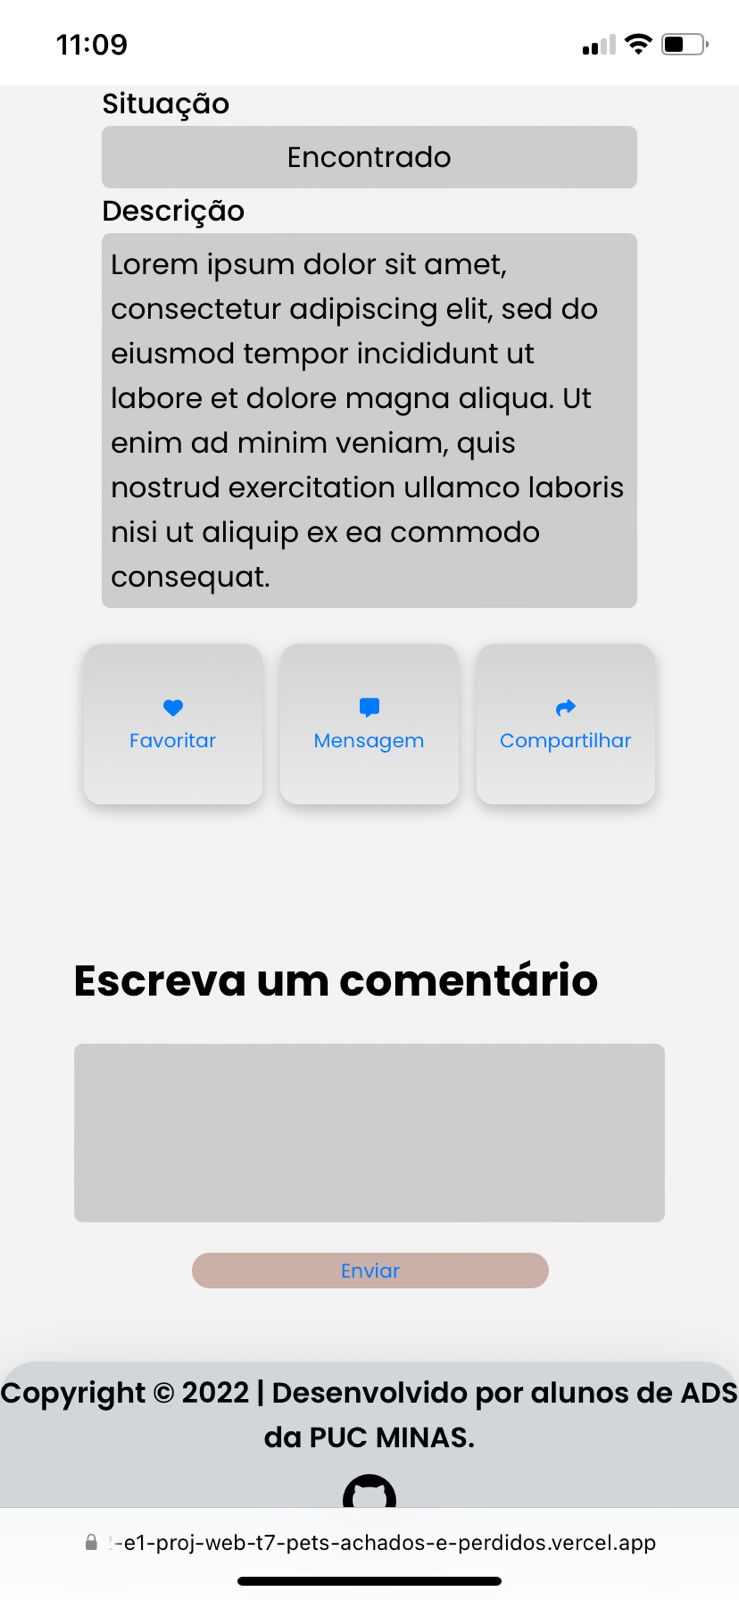 11:09
Situação
Encontrado
Descrição
Lorem ipsum dolor sit amet,
consectetur adipiscing elit, sed do
eiusmod tempor incididunt ut
labore et dolore magna aliqua. Ut
enim ad minim veniam, quis
nostrud exercitation ullamco laboris
nisi ut aliquip ex ea commodo
consequat.
Favoritar Mensagem Compartilhar
Escreva um comentário
Enviar
Copyright © 2022 | Desenvolvido por alunos de ADS
da PUC MINAS.
-e1-proj-web-t7-pets-achados-e-perdidos.vercel.app